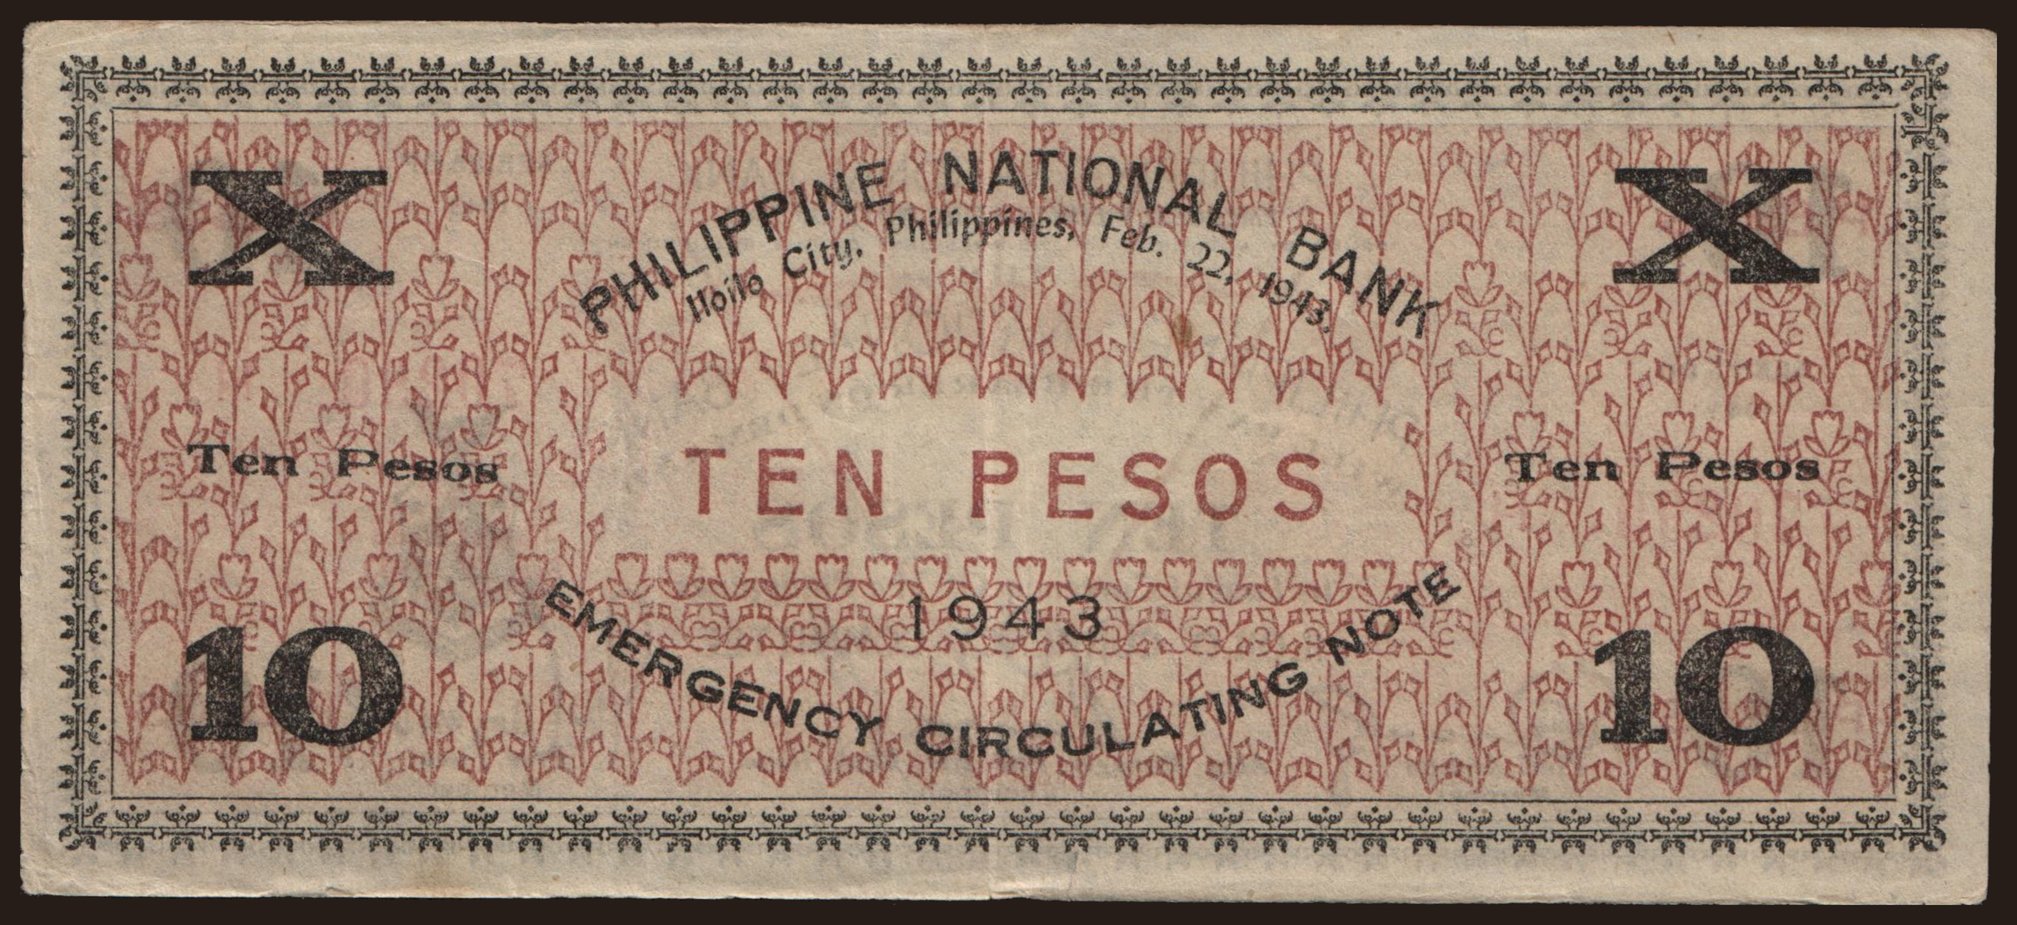 X X
PHILIPPINE NATIONAL BANK
Iloilo City, Philippines, Feb. 22, 1943.
Ten Pesos TEN PESOS Ten Pesos
1943
10 10
EMERGENCY CIRCULATING NOTE